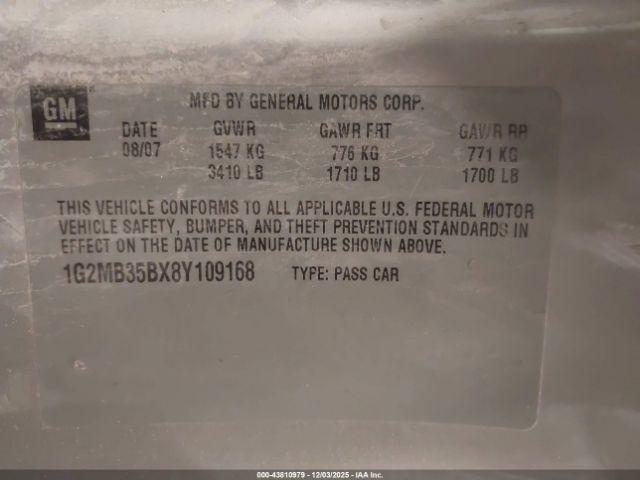 GM
MFD BY GENERAL MOTORS CORP.
DATE GVWR GAWR FRT GAWR RR
08/07 1547 KG 776 KG 771 KG
3410 LB 1710 LB 1700 LB
THIS VEHICLE CONFORMS TO ALL APPLICABLE U.S. FEDERAL MOTOR
VEHICLE SAFETY, BUMPER, AND THEFT PREVENTION STANDARDS IN
EFFECT ON THE DATE OF MANUFACTURE SHOWN ABOVE.
1G2MB35BX8Y109168 TYPE: PASS CAR
000-43810979 - 12/03/2025 - IAA Inc.